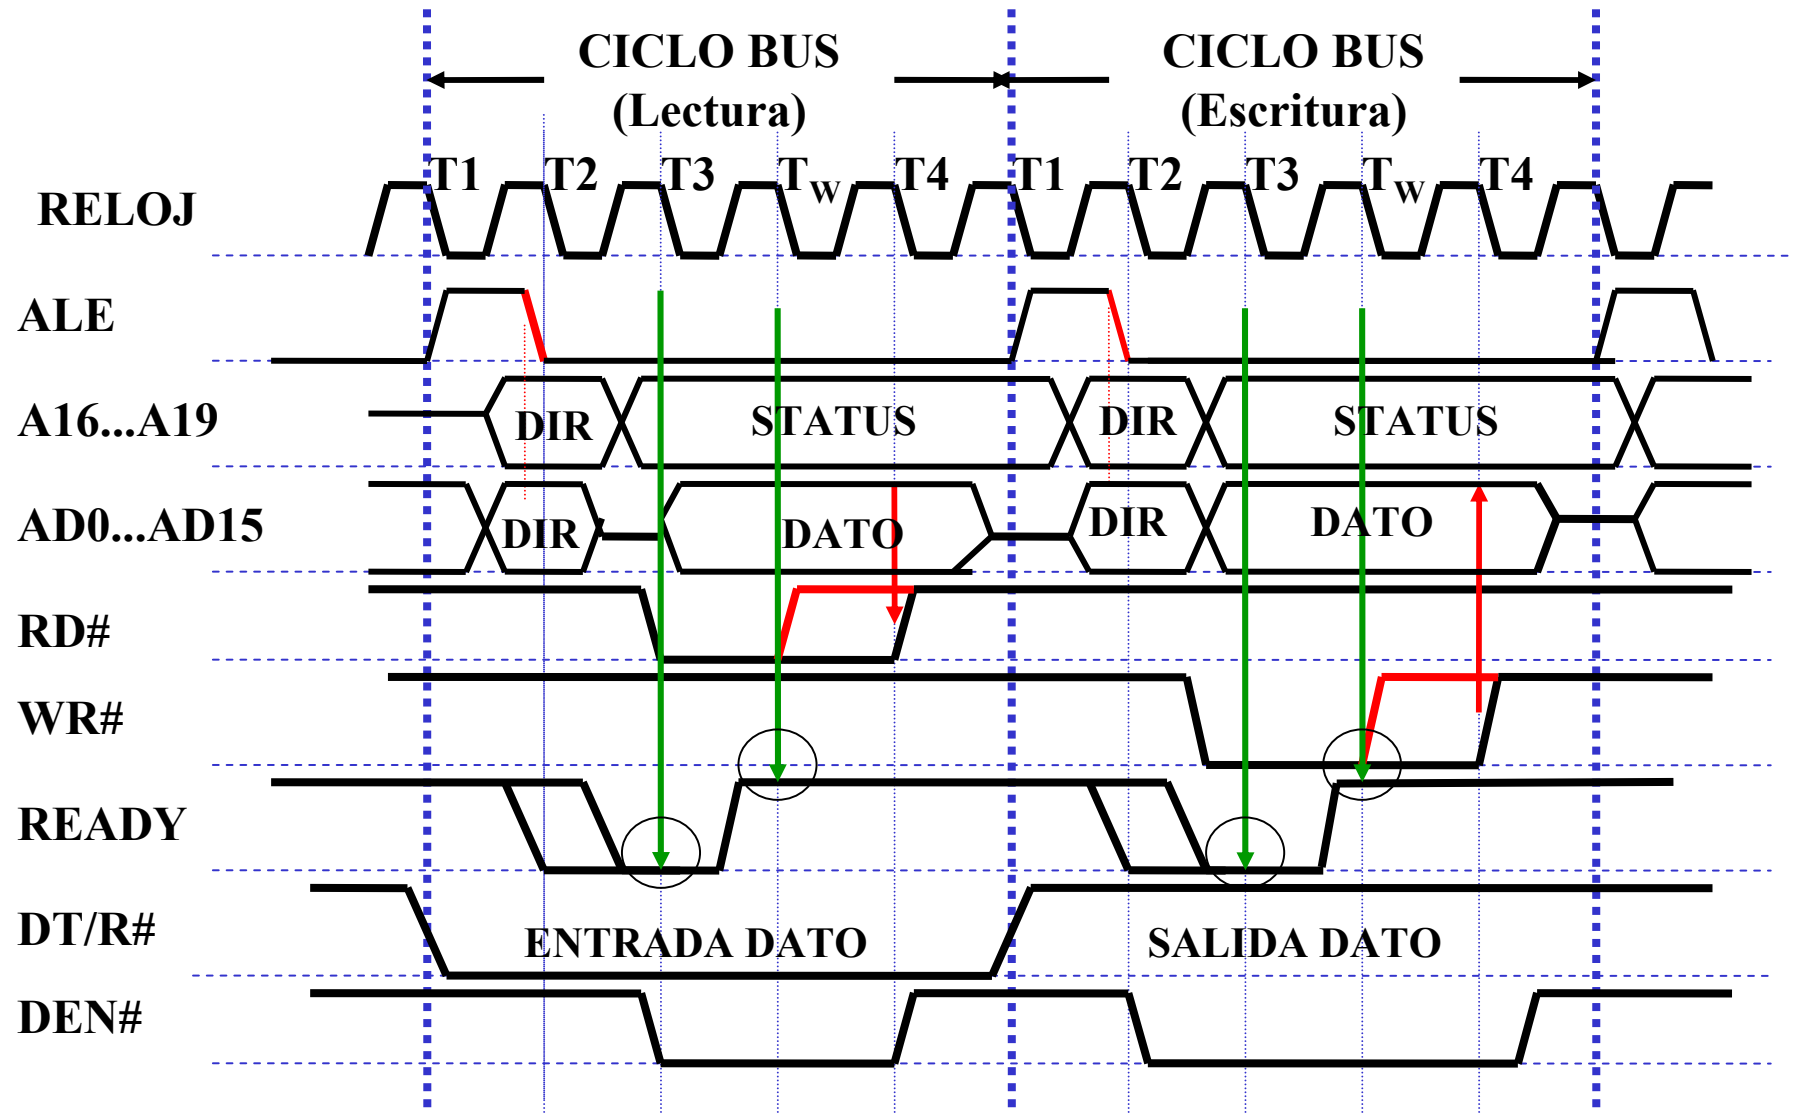 CICLO BUS CICLO BUS
(Lectura) (Escritura)
T1 T2 T3 TW T4 T1 T2 T3 TW T4
RELOJ
ALE
A16...A19 DIR STATUS DIR STATUS
AD0...AD15 DIR DATO DIR DATO
RD#
WR#
READY
DT/R# ENTRADA DATO SALIDA DATO
DEN#